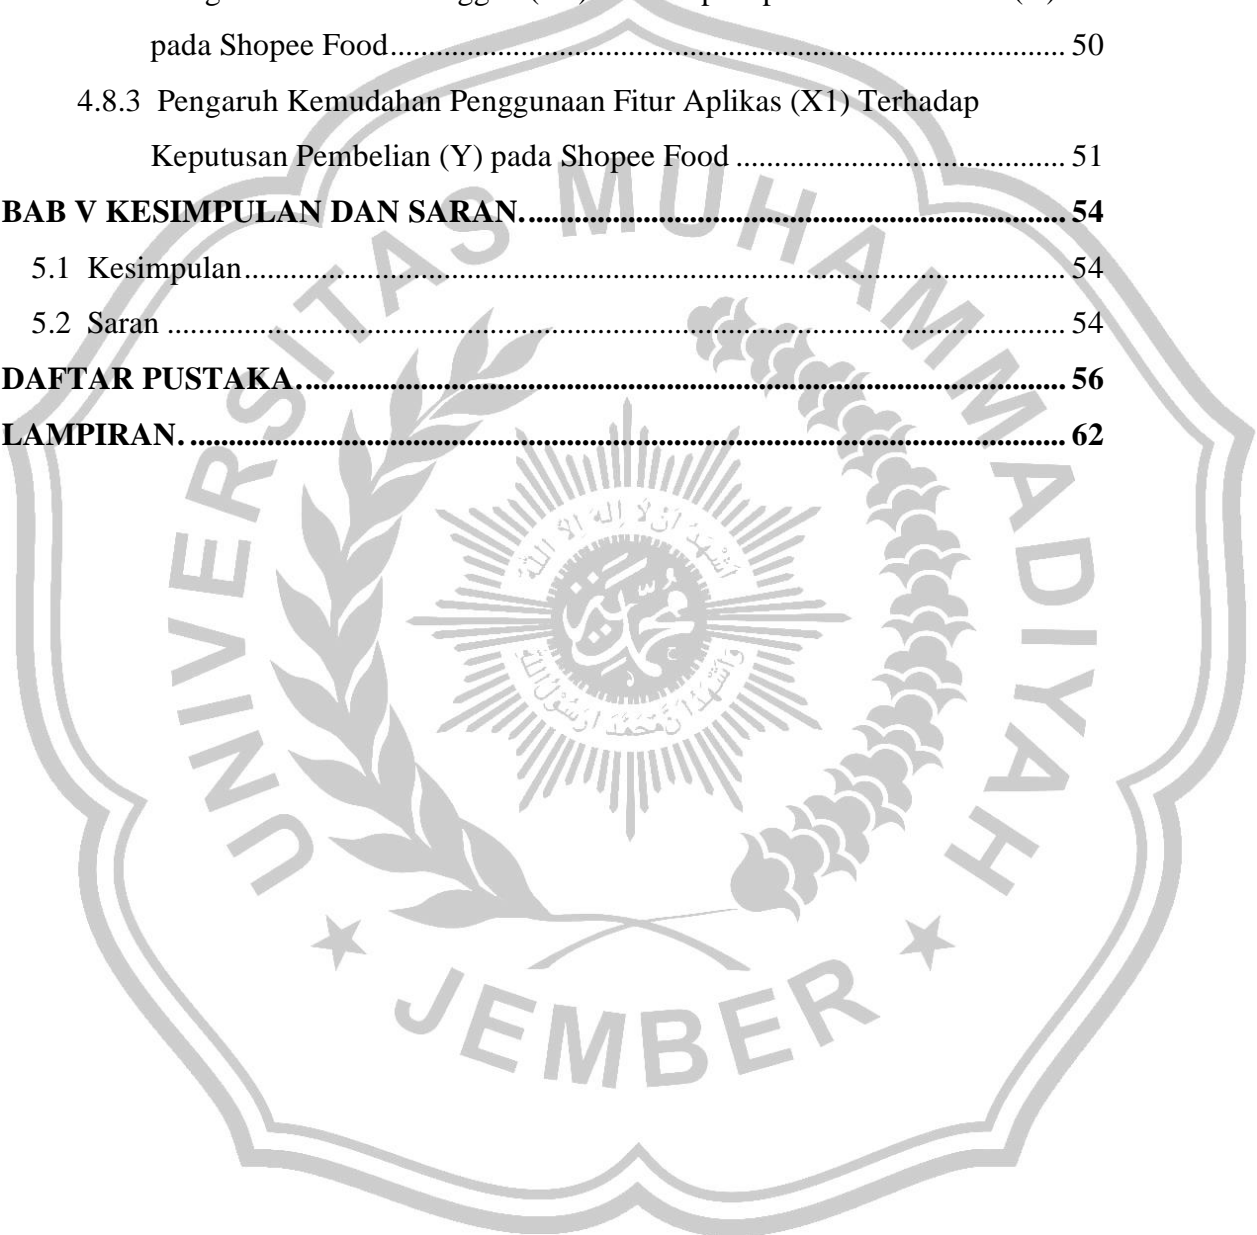 pada Shopee Food........................................................................................ 50
4.8.3 Pengaruh Kemudahan Penggunaan Fitur Aplikas (X1) Terhadap
Keputusan Pembelian (Y) pada Shopee Food ........................................... 51
BAB V KESIMPULAN DAN SARAN....................................................................... 54
5.1 Kesimpulan........................................................................................................... 54
5.2 Saran ..................................................................................................................... 54
DAFTAR PUSTAKA................................................................................................... 56
LAMPIRAN. ................................................................................................................. 62
UNIVERSITAS MUHAMMADIYAH
JEMBER